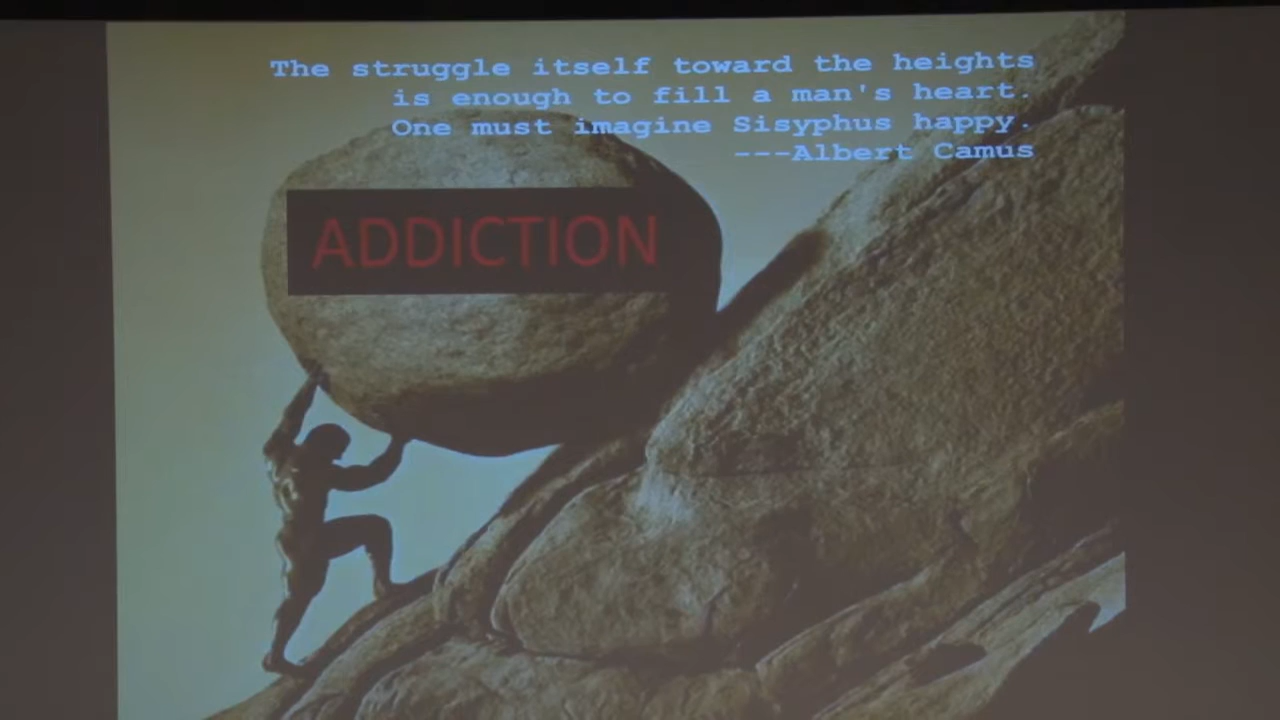 The struggle itself toward the heights
is enough to fill a man's heart.
One must imagine Sisyphus happy.
---Albert Camus
ADDICTION